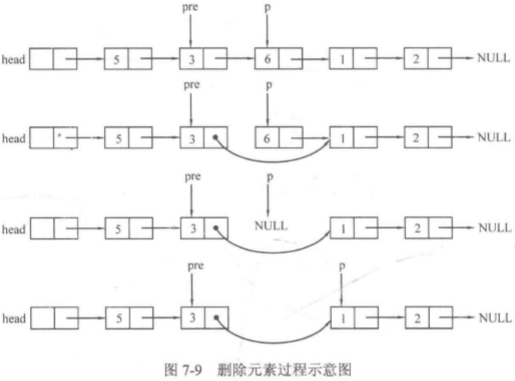 pre p
head 5 3 6 1 2 NULL
pre p
head 5 3 6 1 2 NULL
pre p
head 5 3 NULL 1 2 NULL
pre p
head 5 3 1 2 NULL
图 7-9 删除元素过程示意图